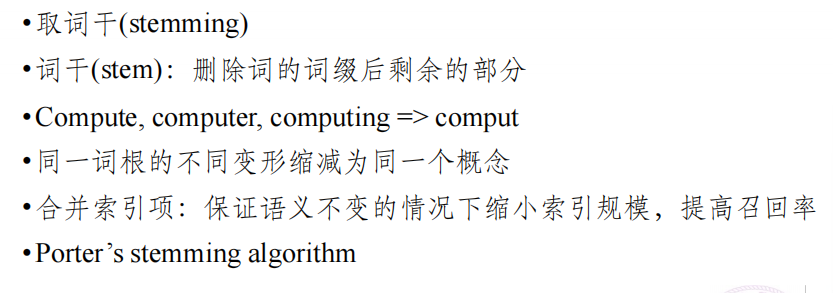 •取词干(stemming)
•词干(stem)：删除词的词缀后剩余的部分
•Compute, computer, computing => comput
•同一词根的不同变形缩减为同一个概念
•合并索引项：保证语义不变的情况下缩小索引规模，提高召回率
•Porter’s stemming algorithm